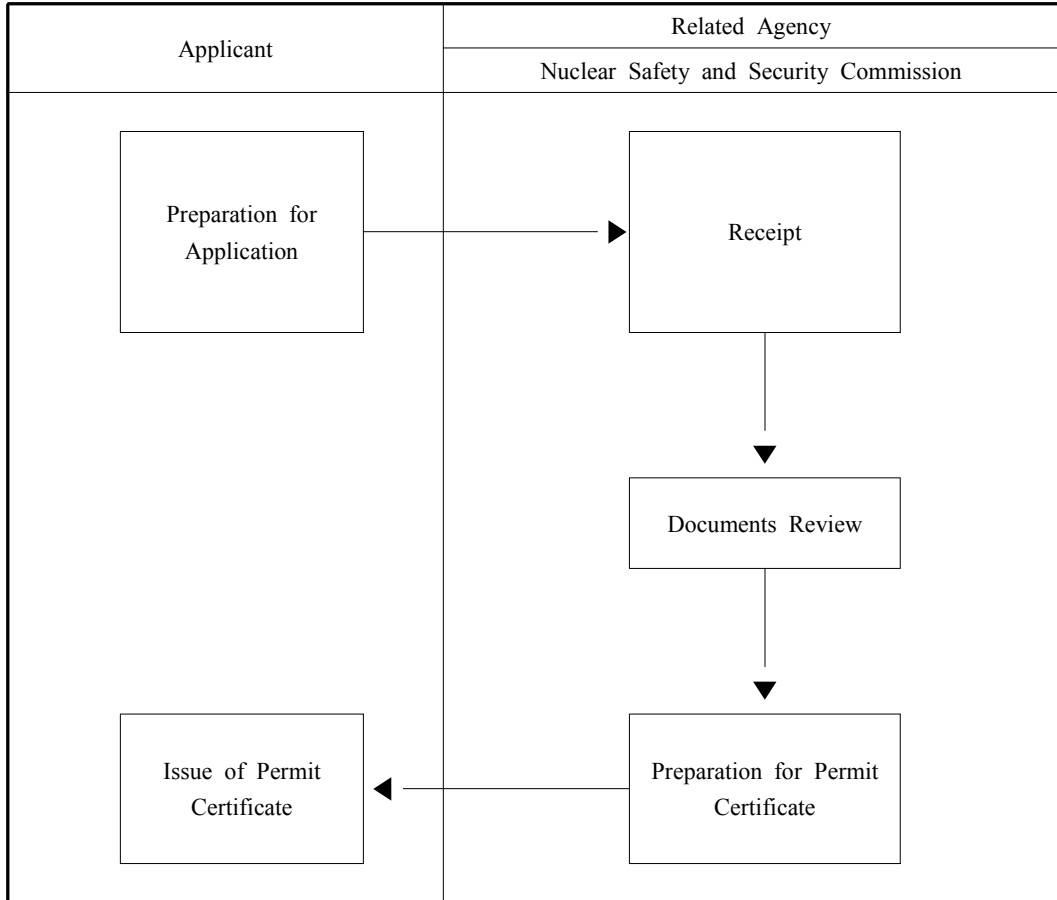 Applicant
Related Agency
Nuclear Safety and Security Commission
Preparation for
Application
Receipt
Documents Review
Issue of Permit
Certificate
Preparation for Permit
Certificate